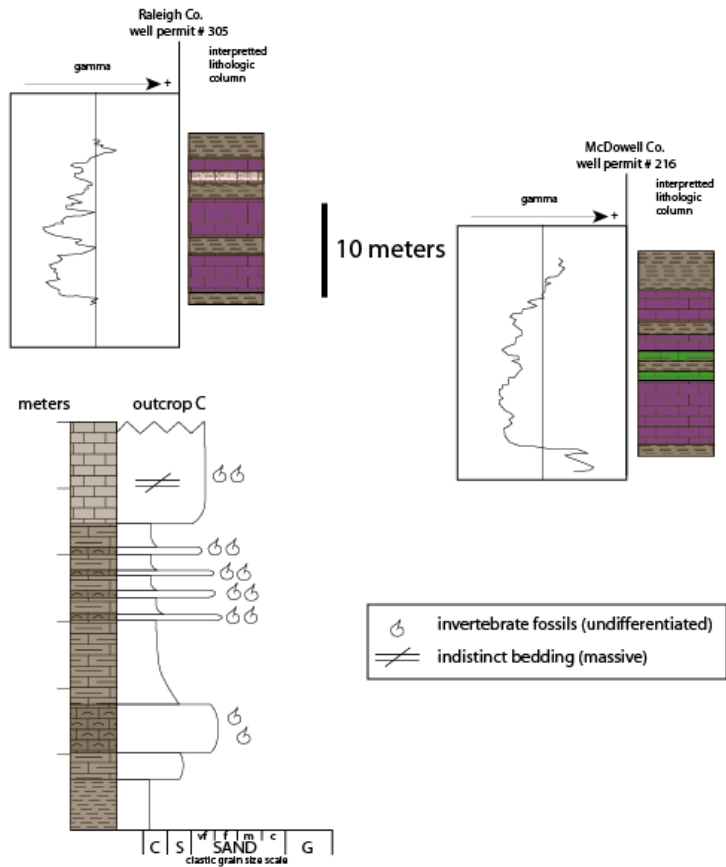 Raleigh Co.
well permit # 305
gamma
+
interpretted
lithologic
column
McDowell Co.
well permit # 216
gamma
+
interpretted
lithologic
column
10 meters
meters
outcrop C
invertebrate fossils (undifferentiated)
indistinct bedding (massive)
vf f m c
C S SAND G
clastic grain size scale